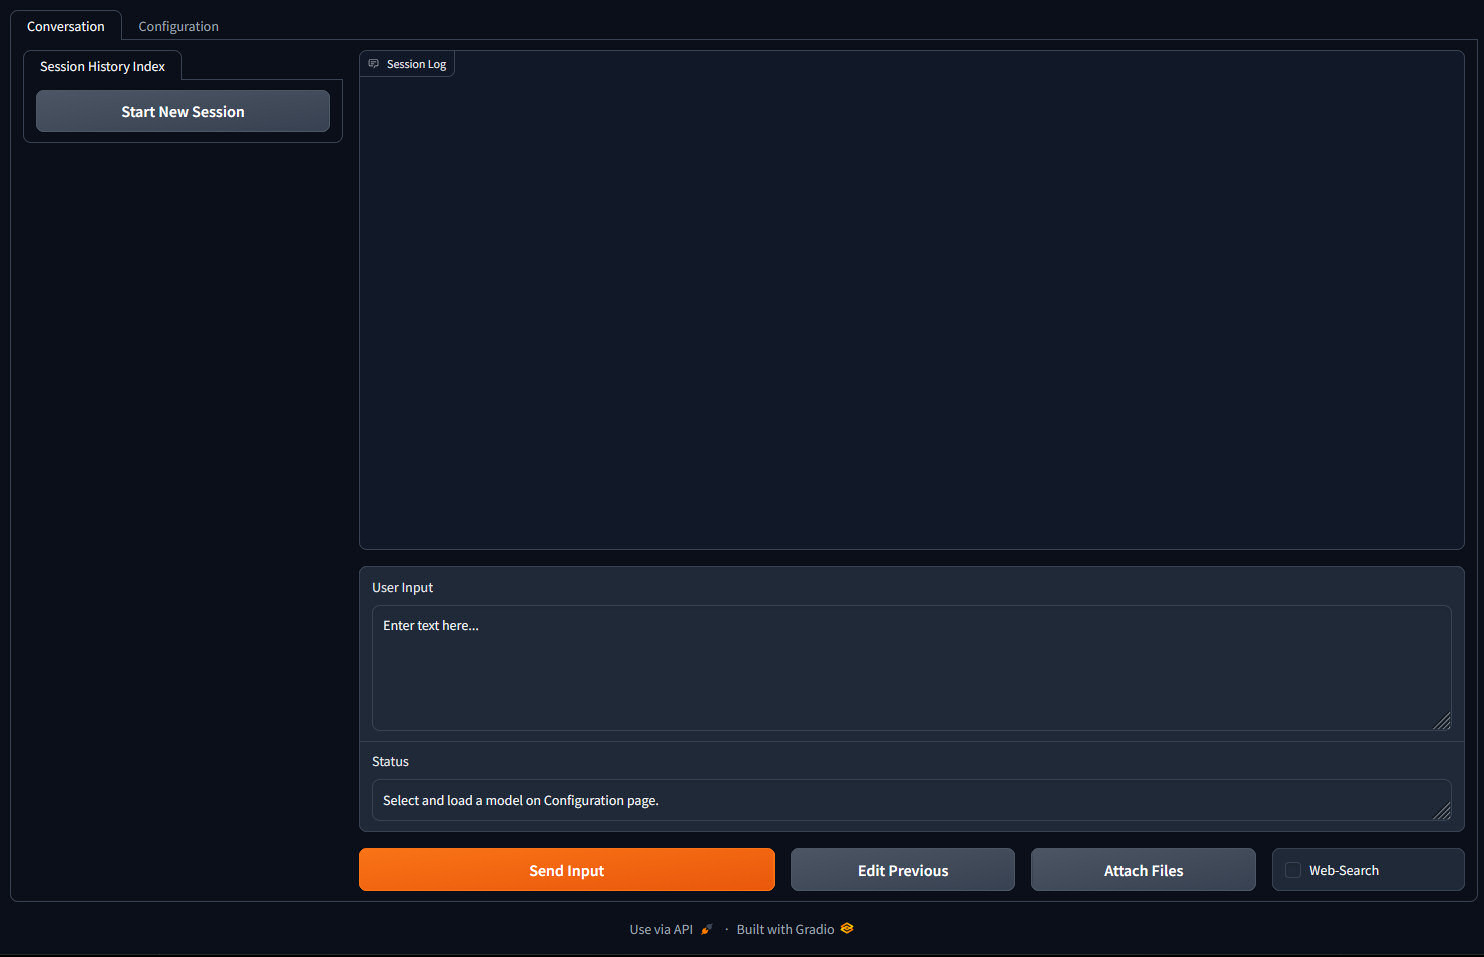 Conversation
Configuration
Session History Index
Start New Session
Session Log
User Input
Enter text here...
Status
Select and load a model on Configuration page.
Send Input
Edit Previous
Attach Files
Web-Search
Use via API · Built with Gradio